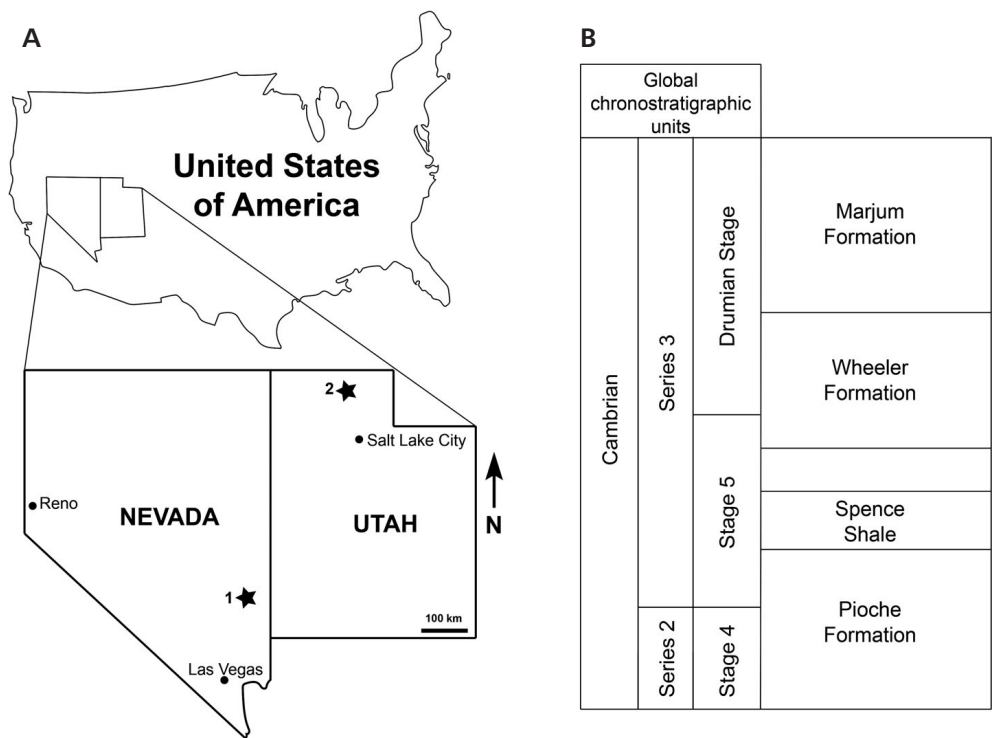 A
United States
of America
2
Salt Lake City
Reno
NEVADA
UTAH
N
1
100 km
Las Vegas
B
Global
chronostratigraphic
units
Cambrian
Series 3
Series 2
Drumian Stage
Stage 5
Stage 4
Marjum
Formation
Wheeler
Formation
Spence
Shale
Pioche
Formation